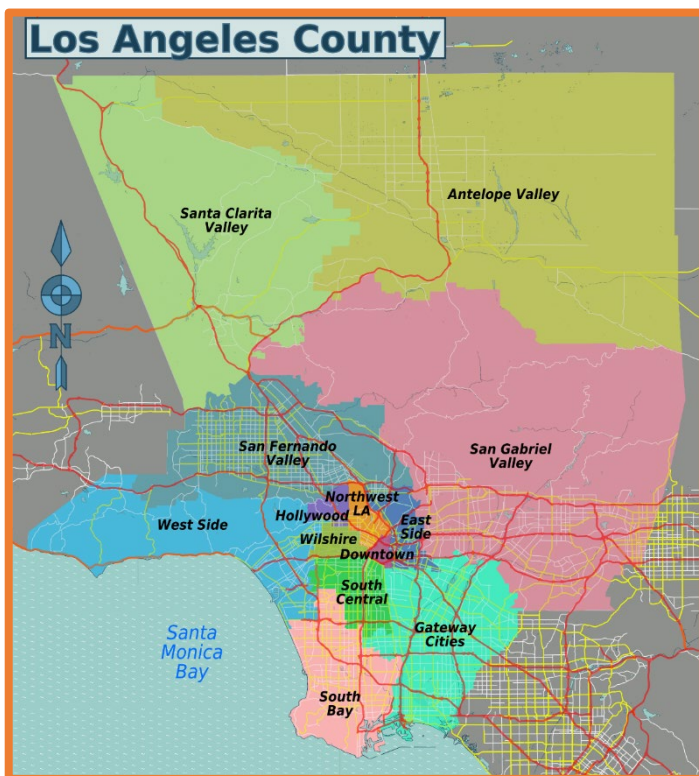 Los Angeles County
Antelope Valley
Santa Clarita
Valley
N
San Fernando
Valley
San Gabriel
Valley
Northwest
LA
Hollywood
East
Side
West Side
Wilshire
Downtown
South
Central
Gateway
Cities
Santa
Monica
Bay
South
Bay